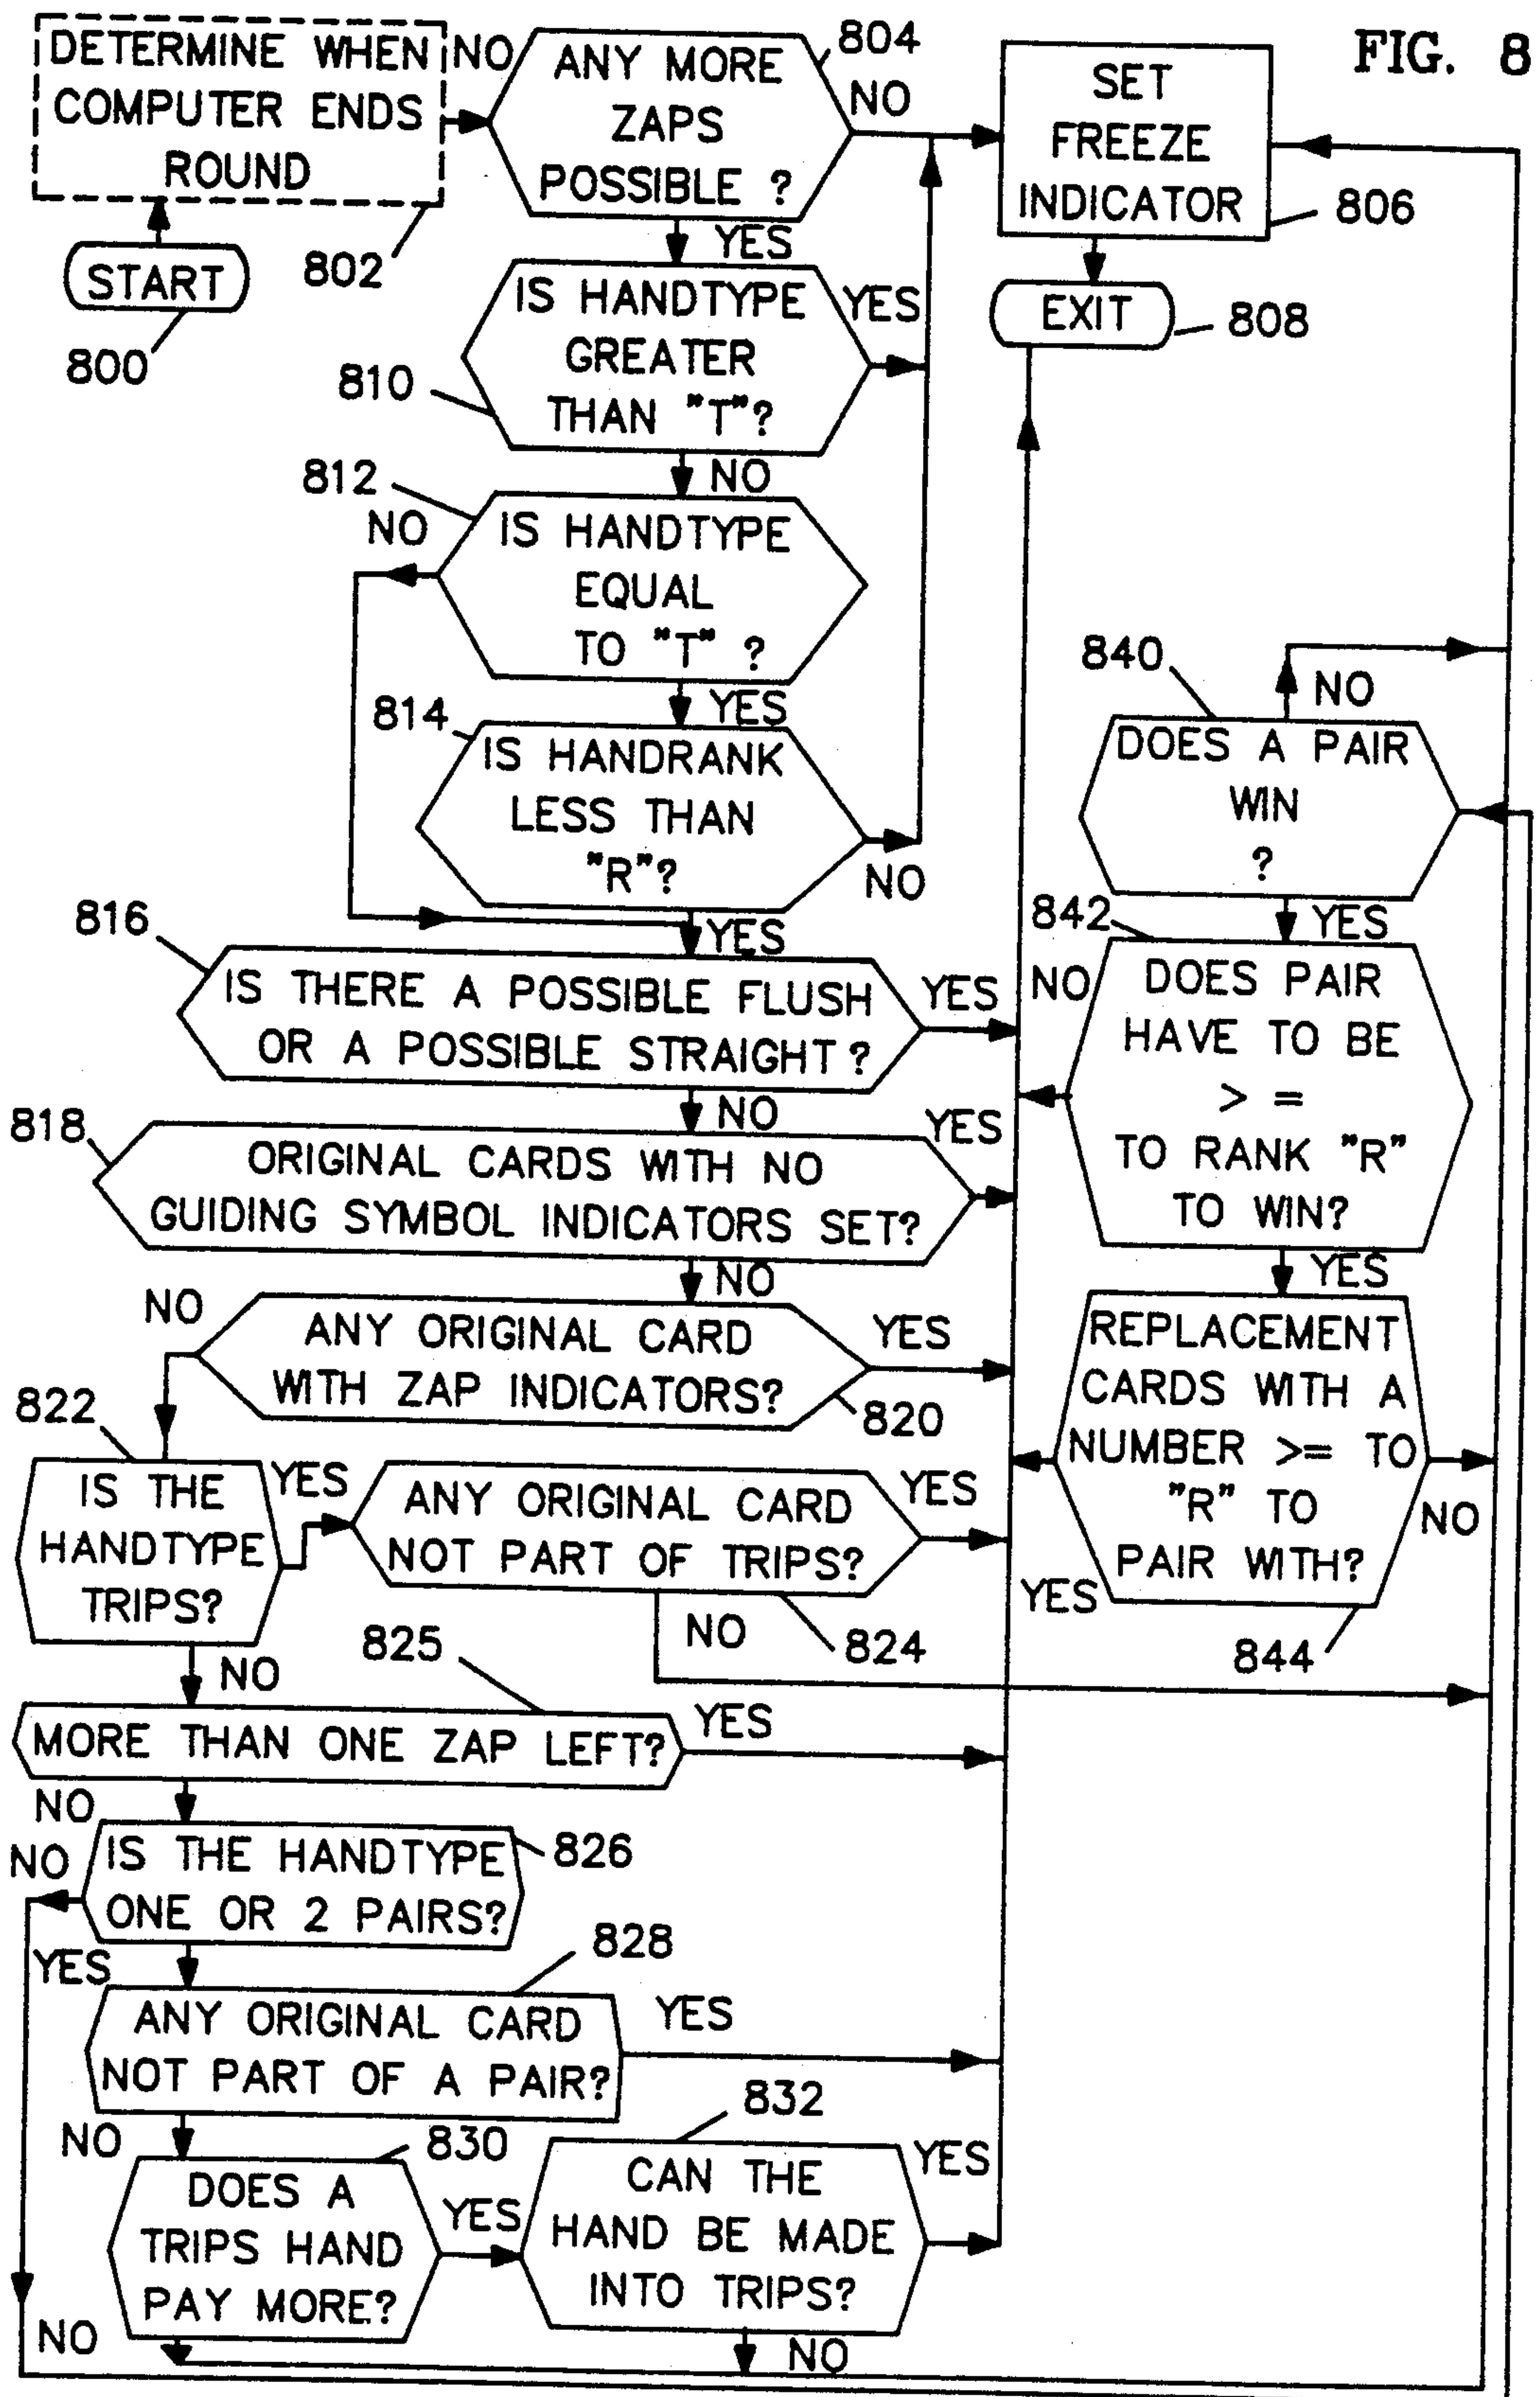 FIG. 8
DETERMINE WHEN
COMPUTER ENDS
ROUND
802
START
800
NO
ANY MORE
ZAPS
POSSIBLE ?
804
NO
YES
SET
FREEZE
INDICATOR
806
EXIT
808
IS HANDTYPE
GREATER
THAN "T"?
810
YES
NO
812
IS HANDTYPE
EQUAL
TO "T" ?
NO
YES
814
IS HANDRANK
LESS THAN
"R"?
NO
YES
816
IS THERE A POSSIBLE FLUSH
OR A POSSIBLE STRAIGHT ?
YES
NO
818
ORIGINAL CARDS WITH NO
GUIDING SYMBOL INDICATORS SET?
YES
NO
ANY ORIGINAL CARD
WITH ZAP INDICATORS?
820
NO
YES
822
IS THE
HANDTYPE
TRIPS?
YES
NO
ANY ORIGINAL CARD
NOT PART OF TRIPS?
824
YES
NO
825
MORE THAN ONE ZAP LEFT?
YES
NO
IS THE HANDTYPE
ONE OR 2 PAIRS?
826
NO
YES
828
ANY ORIGINAL CARD
NOT PART OF A PAIR?
YES
NO
830
DOES A
TRIPS HAND
PAY MORE?
YES
NO
832
CAN THE
HAND BE MADE
INTO TRIPS?
YES
NO
840
DOES A PAIR
WIN
?
NO
YES
842
DOES PAIR
HAVE TO BE
> =
TO RANK "R"
TO WIN?
NO
YES
REPLACEMENT
CARDS WITH A
NUMBER >= TO
"R" TO
PAIR WITH?
844
YES
NO